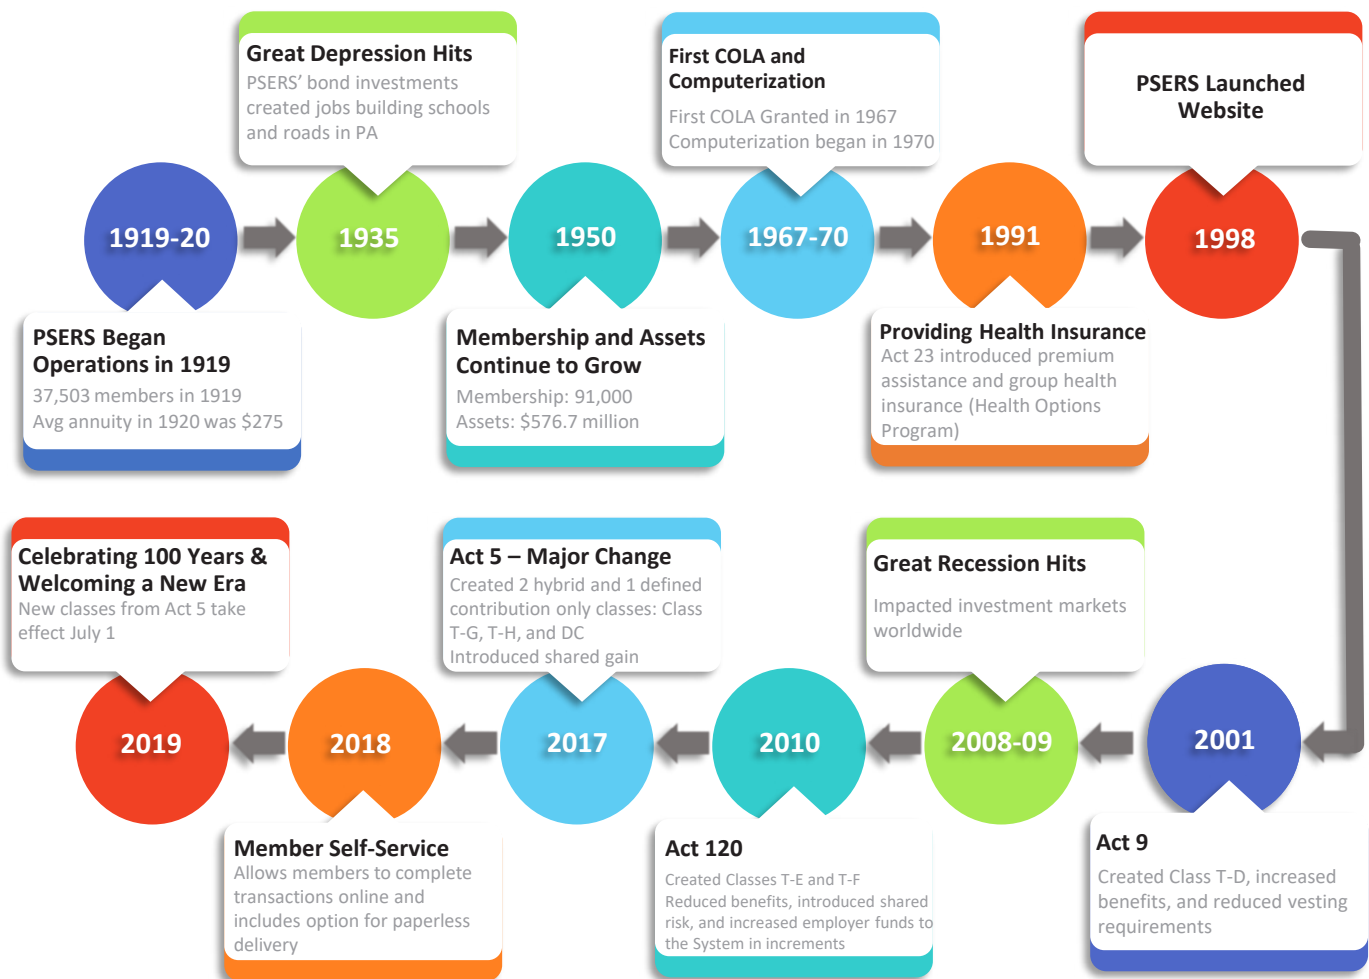 Great Depression Hits
PSERS' bond investments
created jobs building schools
and roads in PA
First COLA and
Computerization
First COLA Granted in 1967
Computerization began in 1970
PSERS Launched
Website
1919-20
1935
1950
1967-70
1991
1998
PSERS Began
Operations in 1919
37,503 members in 1919
Avg annuity in 1920 was $275
Membership and Assets
Continue to Grow
Membership: 91,000
Assets: $576.7 million
Providing Health Insurance
Act 23 introduced premium
assistance and group health
insurance (Health Options
Program)
Celebrating 100 Years &
Welcoming a New Era
New classes from Act 5 take
effect July 1
Act 5 – Major Change
Created 2 hybrid and 1 defined
contribution only classes: Class
T-G, T-H, and DC
Introduced shared gain
Great Recession Hits
Impacted investment markets
worldwide
2019
2018
2017
2010
2008-09
2001
Member Self-Service
Allows members to complete
transactions online and
includes option for paperless
delivery
Act 120
Created Classes T-E and T-F
Reduced benefits, introduced shared
risk, and increased employer funds to
the System in increments
Act 9
Created Class T-D, increased
benefits, and reduced vesting
requirements